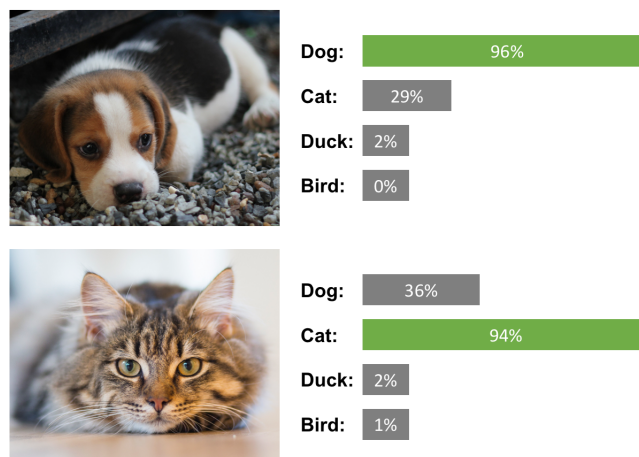 Dog: 96%
Cat: 29%
Duck: 2%
Bird: 0%
Dog: 36%
Cat: 94%
Duck: 2%
Bird: 1%